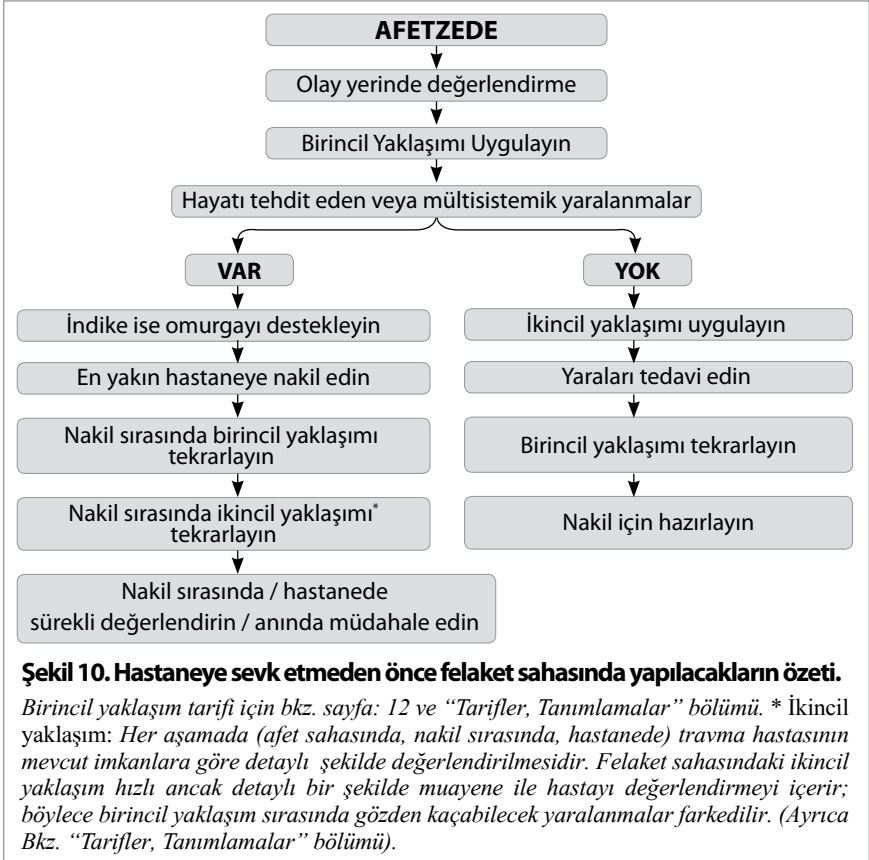 AFETZEDE
Olay yerinde değerlendirme
Birincil Yaklaşımı Uygulayın
Hayatı tehdit eden veya mültisistemik yaralanmalar
VAR
İndike ise omurgayı destekleyin
En yakın hastaneye nakil edin
Nakil sırasında birincil yaklaşımı
tekrarlayın
Nakil sırasında ikincil yaklaşımı*
tekrarlayın
Nakil sırasında / hastanede
sürekli değerlendirin / anında müdahale edin
YOK
İkincil yaklaşımı uygulayın
Yaraları tedavi edin
Birincil yaklaşımı tekrarlayın
Nakil için hazırlayın
Şekil 10. Hastaneye sevk etmeden önce felaket sahasında yapılacakların özeti.
Birincil yaklaşım tarifi için bkz. sayfa: 12 ve “Tarifler, Tanımlamalar” bölümü. * İkincil
yaklaşım: Her aşamada (afet sahasında, nakil sırasında, hastanede) travma hastasının
mevcut imkanlara göre detaylı şekilde değerlendirilmesidir. Felaket sahasındaki ikincil
yaklaşım hızlı ancak detaylı bir şekilde muayene ile hastayı değerlendirmeyi içerir;
böylece birincil yaklaşım sırasında gözden kaçabilecek yaralanmalar farkedilir. (Ayrıca
Bkz. “Tarifler, Tanımlamalar” bölümü).